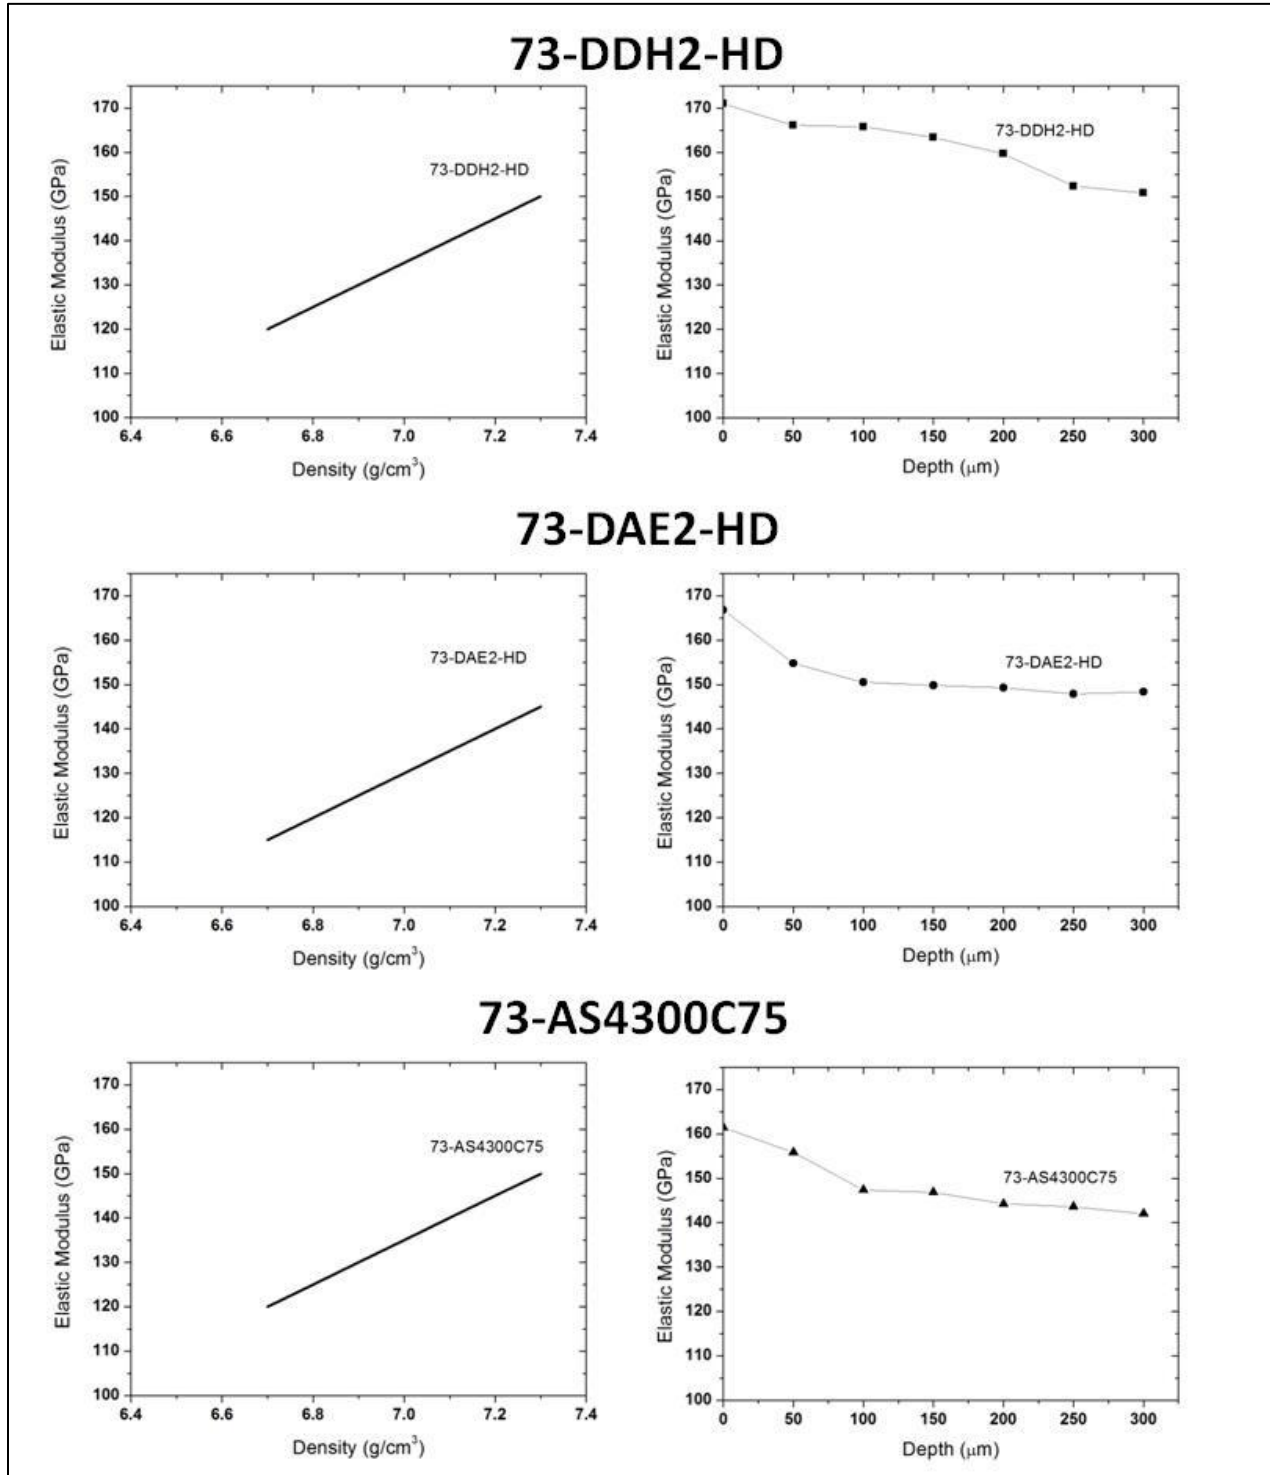 73-DDH2-HD
170
160
150
140
130
120
110
100
Elastic Modulus (GPa)
73-DDH2-HD
6.4 6.6 6.8 7.0 7.2 7.4
Density (g/cm³)
170
160
150
140
130
120
110
100
Elastic Modulus (GPa)
73-DDH2-HD
0 50 100 150 200 250 300
Depth (μm)
73-DAE2-HD
170
160
150
140
130
120
110
100
Elastic Modulus (GPa)
73-DAE2-HD
6.4 6.6 6.8 7.0 7.2 7.4
Density (g/cm³)
170
160
150
140
130
120
110
100
Elastic Modulus (GPa)
73-DAE2-HD
0 50 100 150 200 250 300
Depth (μm)
73-AS4300C75
170
160
150
140
130
120
110
100
Elastic Modulus (GPa)
73-AS4300C75
6.4 6.6 6.8 7.0 7.2 7.4
Density (g/cm³)
170
160
150
140
130
120
110
100
Elastic Modulus (GPa)
73-AS4300C75
0 50 100 150 200 250 300
Depth (μm)